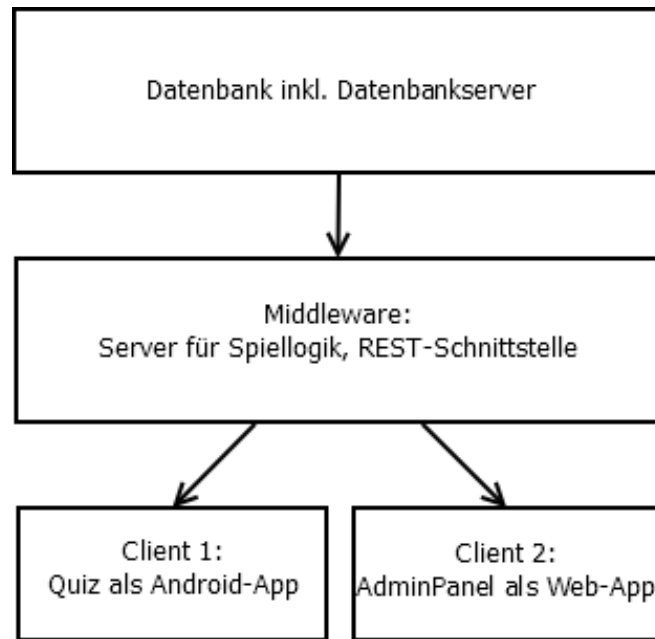 Datenbank inkl. Datenbankserver
Middleware:
Server für Spiellogik, REST-Schnittstelle
Client 1:
Quiz als Android-App
Client 2:
AdminPanel als Web-App